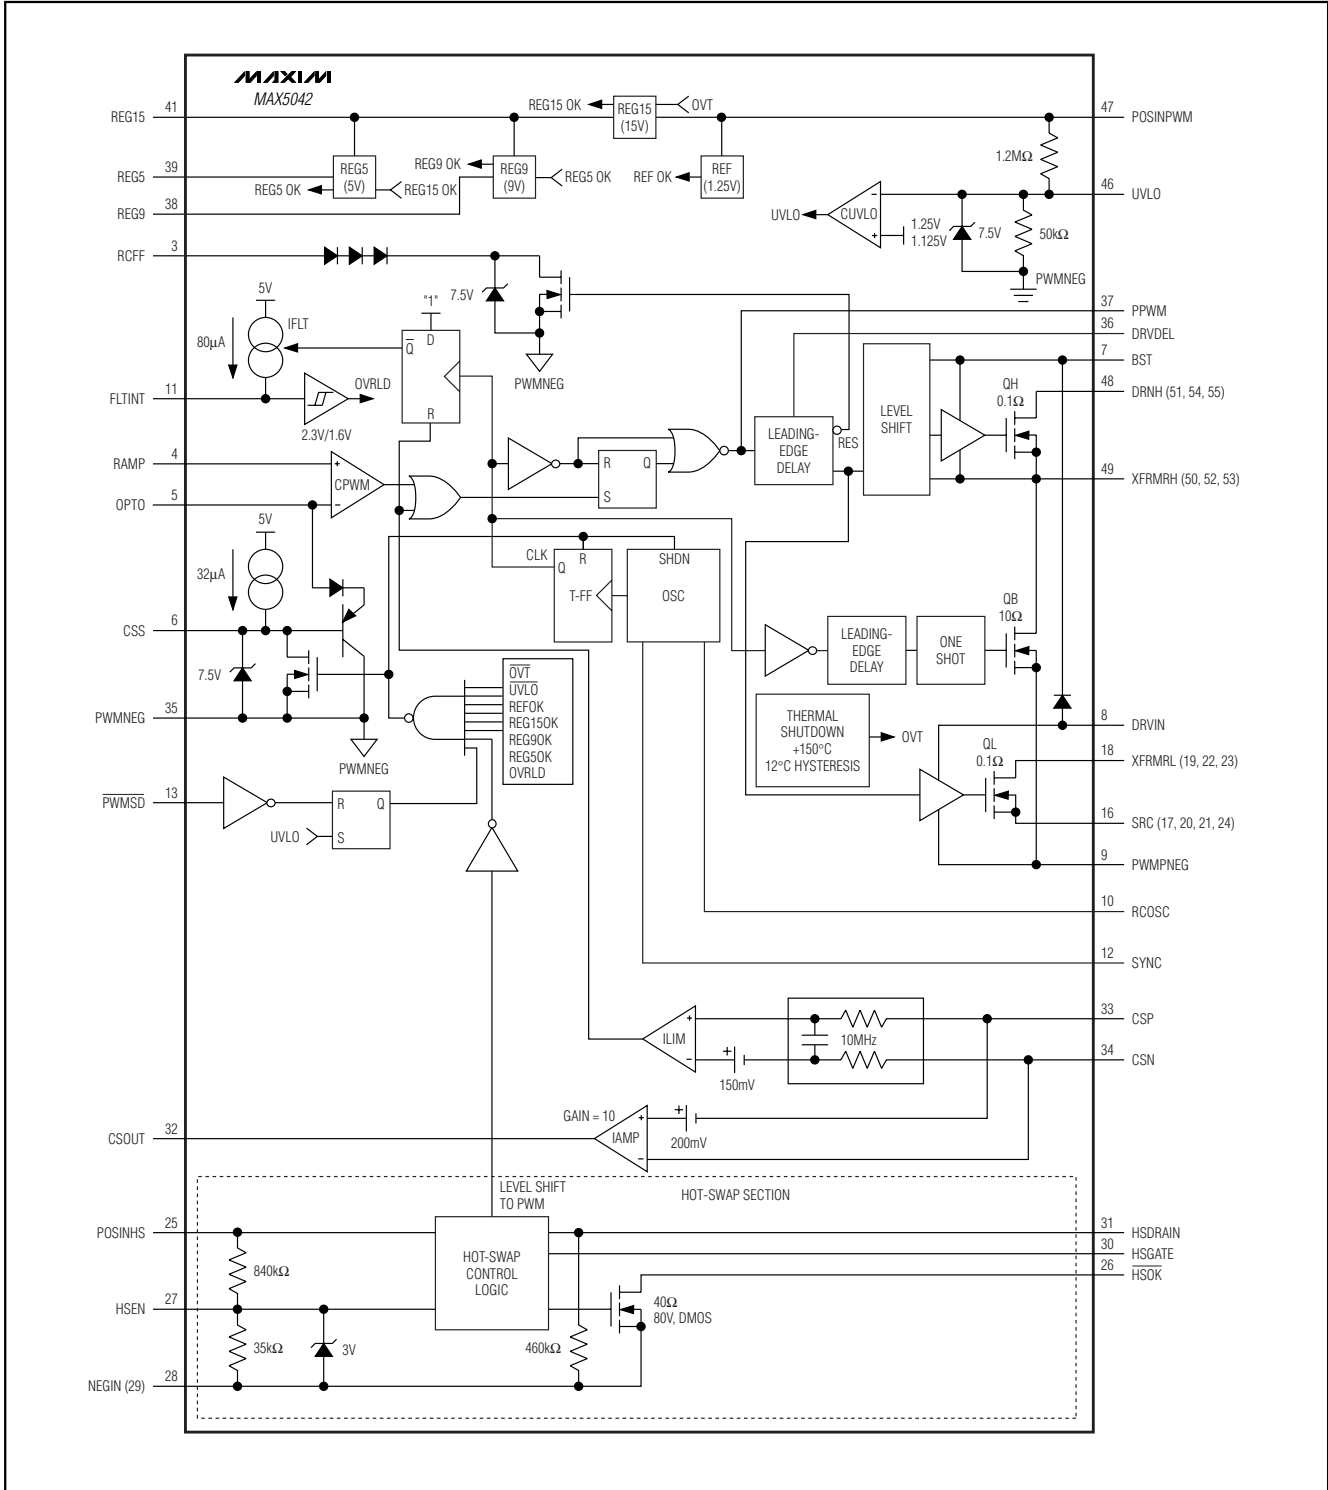 MAXIM
MAX5042
REG15
41
REG15 OK
REG15
(15V)
OVT
47
POSINPWM
1.2MΩ
REG5
39
REG5
(5V)
REG5 OK
REG15 OK
REG9 OK
REG9
(9V)
REG5 OK
REF OK
REF
(1.25V)
REG9
38
46
UVLO
UVLO
CUVLO
-
+
1.25V
1.125V
7.5V
50kΩ
PWMNEG
RCFF
3
7.5V
PWMNEG
5V
IFLT
80µA
"1"
D
Q
R
FLTINT
11
OVRLD
2.3V/1.6V
37
PPWM
36
DRVDEL
7
BST
48
DRNH (51, 54, 55)
QH
0.1Ω
LEVEL
SHIFT
LEADING-
EDGE
DELAY
RES
49
XFRMRH (50, 52, 53)
RAMP
4
OPTO
5
+
-
CPWM
R
Q
S
5V
32µA
CLK
Q
R
T-FF
SHDN
OSC
CSS
6
7.5V
PWMNEG
35
PWMNEG
OVT
UVLO
REFOK
REG15OK
REG9OK
REG5OK
OVRLD
LEADING-
EDGE
DELAY
ONE
SHOT
QB
10Ω
THERMAL
SHUTDOWN
+150°C
12°C HYSTERESIS
OVT
8
DRVIN
QL
0.1Ω
18
XFRMRL (19, 22, 23)
16
SRC (17, 20, 21, 24)
9
PWMPNEG
PWMSD
13
R
Q
S
UVLO
10
RCOSC
12
SYNC
33
CSP
34
CSN
10MHz
ILIM
+
-
+
150mV
GAIN = 10
IAMP
+
-
+
200mV
CSOUT
32
LEVEL SHIFT
TO PWM
HOT-SWAP SECTION
POSINHS
25
840kΩ
HOT-SWAP
CONTROL
LOGIC
31
HSDRAIN
30
HSGATE
26
HSOK
HSEN
27
35kΩ
3V
460kΩ
40Ω
80V, DMOS
NEGIN (29)
28